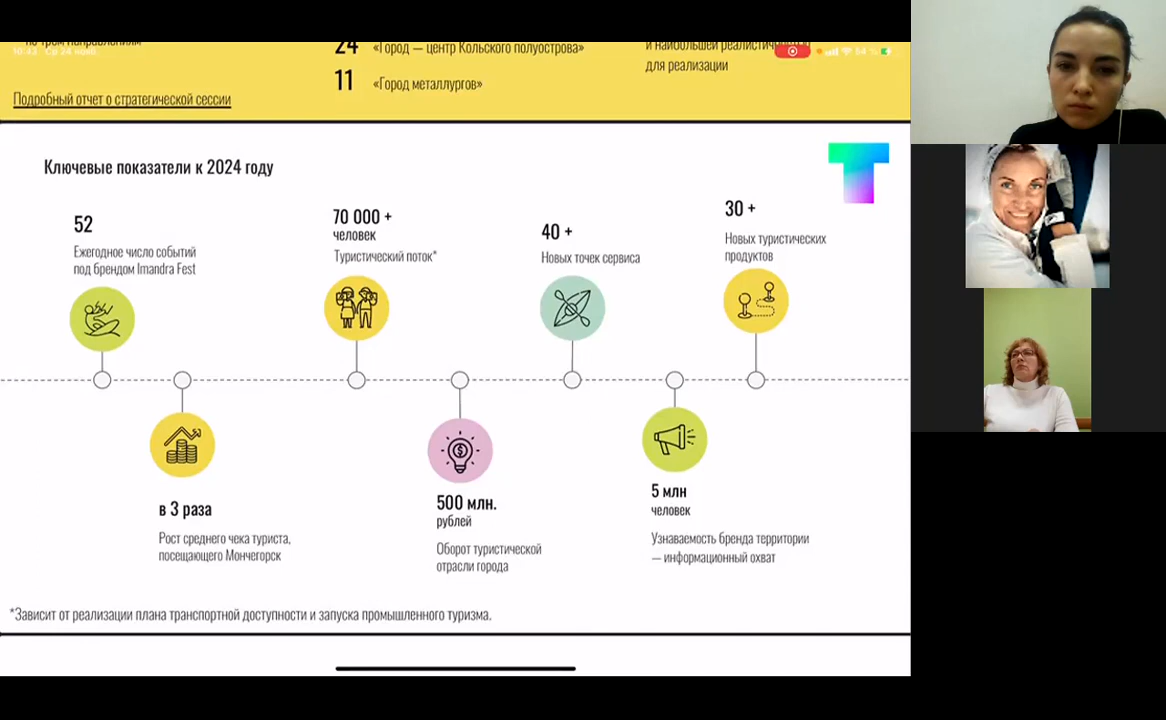 по трем направлениям
24 «Город — центр Кольского полуострова»
для реализации
11 «Город металлургов»
Подробный отчет о стратегической сессии
Ключевые показатели к 2024 году
52
Ежегодное число событий
под брендом Imandra Fest
70 000 +
человек
Туристический поток*
40 +
Новых точек сервиса
30 +
Новых туристических
продуктов
в 3 раза
Рост среднего чека туриста,
посещающего Мончегорск
500 млн.
рублей
Оборот туристической
отрасли города
5 млн
человек
Узнаваемость бренда территории
— информационный охват
*Зависит от реализации плана транспортной доступности и запуска промышленного туризма.